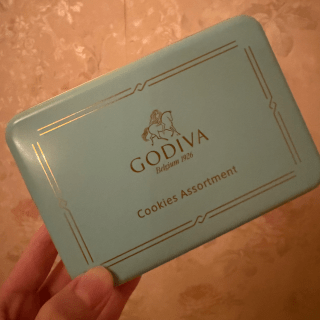 GODIVA
Belgium 1926
Cookies Assortment